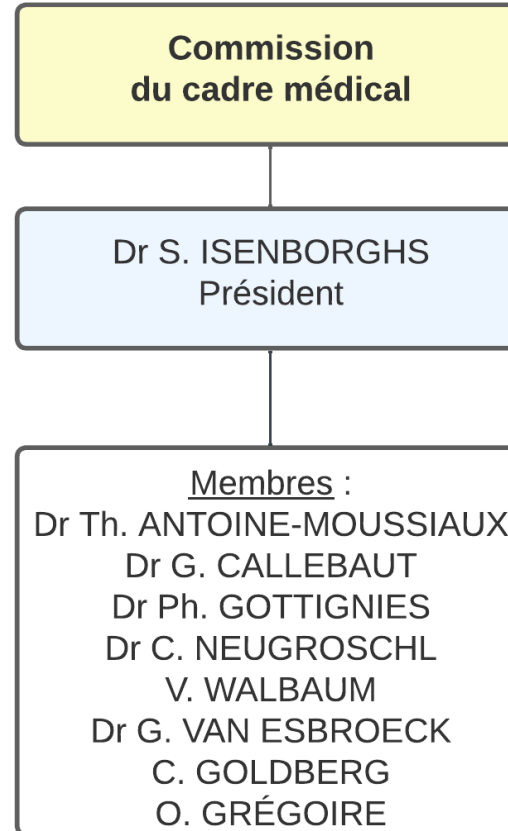 Commission
du cadre médical
Dr S. ISENBORGHS
Président
Membres :
Dr Th. ANTOINE-MOUSSIAUX
Dr G. CALLEBAUT
Dr Ph. GOTTIGNIES
Dr C. NEUGROSCHL
V. WALBAUM
Dr G. VAN ESBROECK
C. GOLDBERG
O. GRÉGOIRE